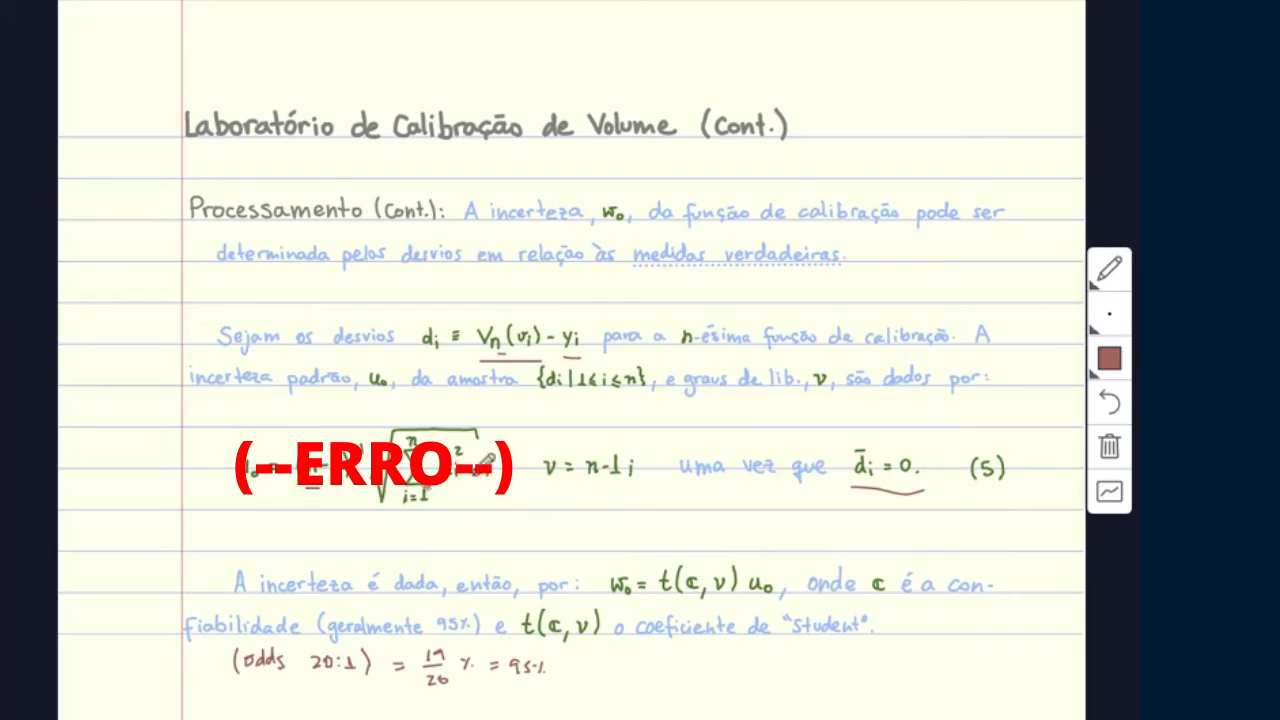 Laboratório de Calibração de Volume (Cont.)
Processamento (Cont.): A incerteza, w₀, da função de calibração pode ser
determinada pelos desvios em relação às medidas verdadeiras.
Sejam os desvios dᵢ ≡ Vₙ(vᵢ) - yᵢ para a n-ésima função de calibração. A
incerteza padrão, u₀, da amostra {di | 1 ≤ i ≤ n}, e graus de lib., ν, são dados por:
(--ERRO--) ν = n-1; uma vez que d̄ᵢ = 0. (5)
A incerteza é dada, então, por: w₀ = t(c, ν) u₀, onde c é a con-
fiabilidade (geralmente 95%) e t(c, ν) o coeficiente de "Student".
(odds 20:1) = 19/20 % = 95%